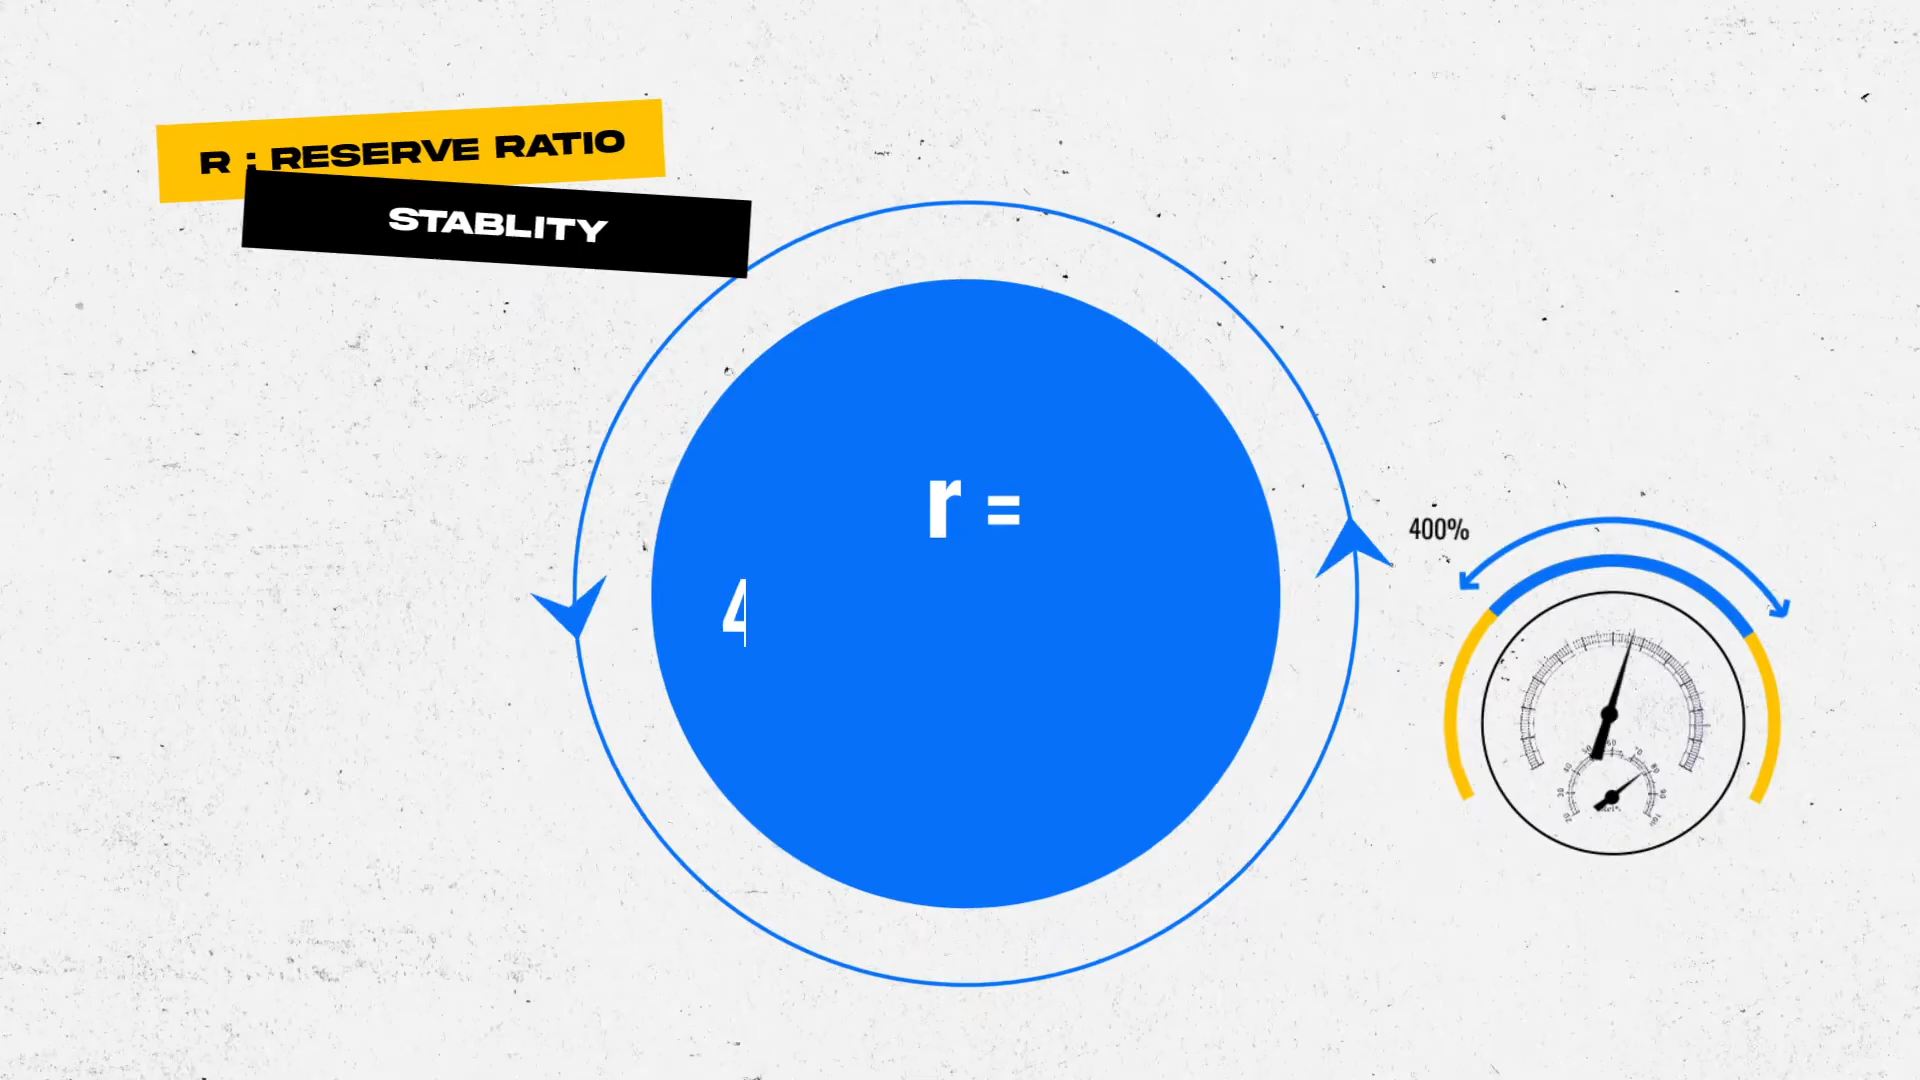 R : RESERVE RATIO
STABLITY
r =
4
400%